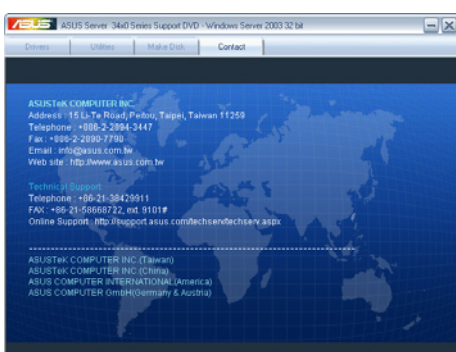 ASUS ASUS Server 34x0 Series Support DVD - Windows Server 2003 32 bit
Drivers Utilities Make Disk Contact
ASUSTeK COMPUTER INC.
Address : 15 Li-Te Road, Peitou, Taipei, Taiwan 11259
Telephone : +886-2-2894-3447
Fax : +886-2-2890-7798
Email : info@asus.com.tw
Web site : http://www.asus.com.tw
Technical Support
Telephone : +86-21-38429911
FAX : +86-21-58668722, ext. 9101#
Online Support : http://support.asus.com/techserv/techserv.aspx
ASUSTeK COMPUTER INC.(Taiwan)
ASUSTeK COMPUTER INC.(China)
ASUS COMPUTER INTERNATIONAL(America)
ASUS COMPUTER GmbH(Germany & Austria)